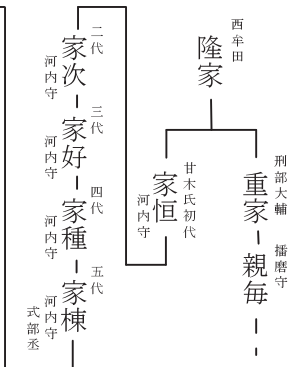 西牟田
隆家
刑部大輔
重家
播磨守
親毎
甘木氏初代
家恒
河内守
二代
家次
河内守
三代
家好
河内守
四代
家種
河内守
五代
家棟
河内守
式部丞